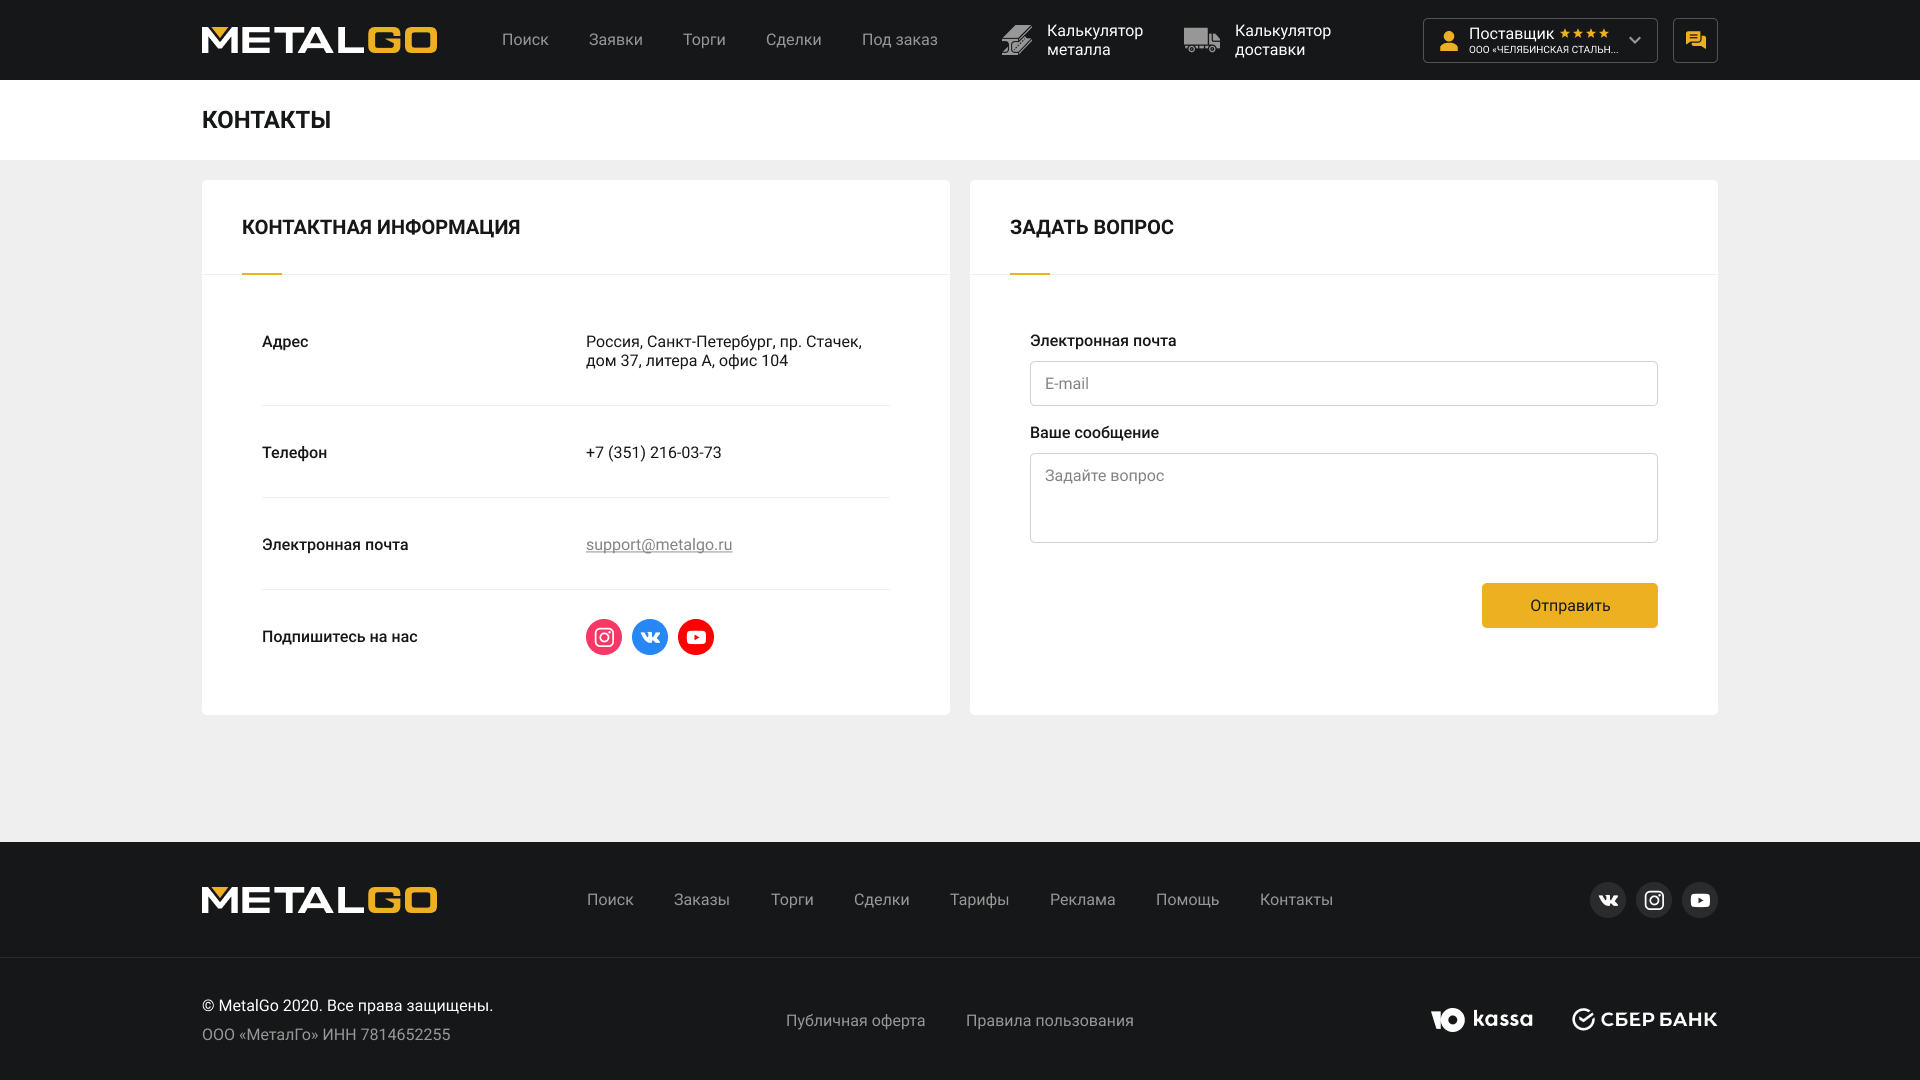 METALGO
Поиск
Заявки
Торги
Сделки
Под заказ
Калькулятор
металла
Калькулятор
доставки
Поставщик
ООО «ЧЕЛЯБИНСКАЯ СТАЛЬН...
КОНТАКТЫ
КОНТАКТНАЯ ИНФОРМАЦИЯ
Адрес
Россия, Санкт-Петербург, пр. Стачек,
дом 37, литера А, офис 104
Телефон
+7 (351) 216-03-73
Электронная почта
support@metalgo.ru
Подпишитесь на нас
ЗАДАТЬ ВОПРОС
Электронная почта
E-mail
Ваше сообщение
Задайте вопрос
Отправить
METALGO
Поиск
Заказы
Торги
Сделки
Тарифы
Реклама
Помощь
Контакты
© MetalGo 2020. Все права защищены.
ООО «МеталГо» ИНН 7814652255
Публичная оферта
Правила пользования
Ю kassa
СБЕР БАНК